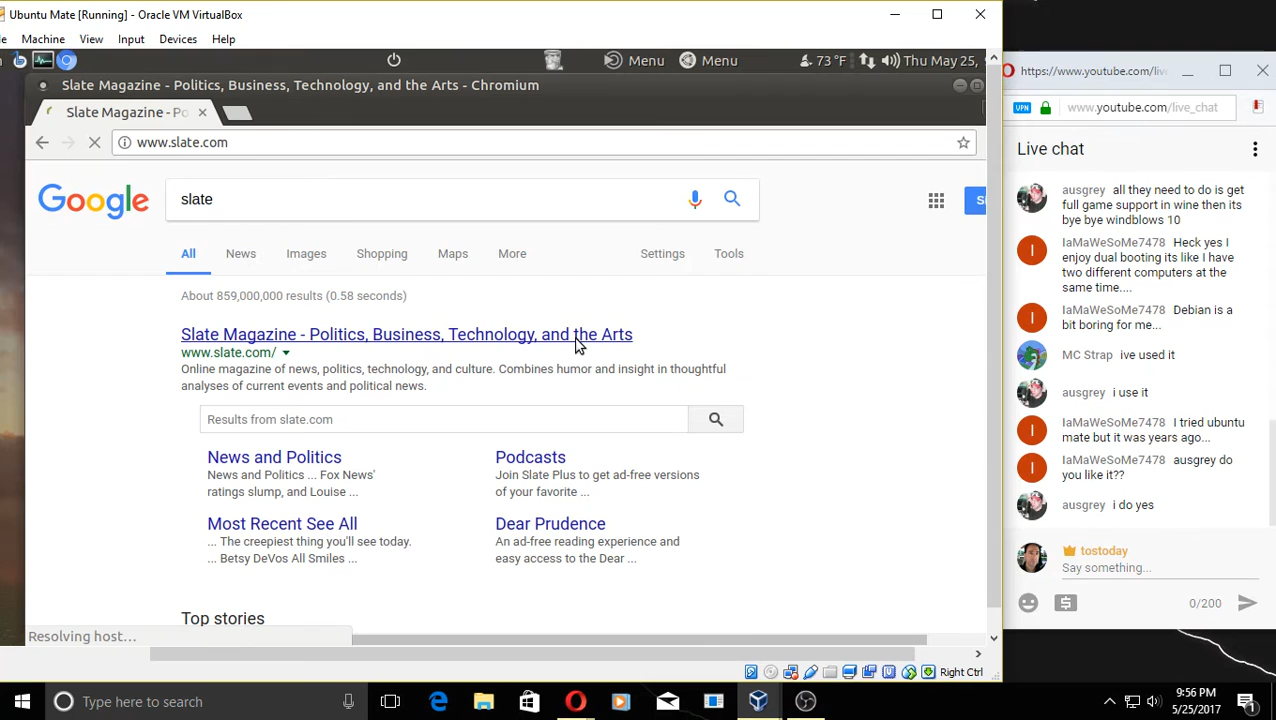 Ubuntu Mate [Running] - Oracle VM VirtualBox
Machine View Input Devices Help
Menu Menu 73 °F Thu May 25,
Slate Magazine - Politics, Business, Technology, and the Arts - Chromium
Slate Magazine - Po
www.slate.com
Google
slate
All News Images Shopping Maps More Settings Tools
About 859,000,000 results (0.58 seconds)
Slate Magazine - Politics, Business, Technology, and the Arts
www.slate.com/
Online magazine of news, politics, technology, and culture. Combines humor and insight in thoughtful
analyses of current events and political news.
Results from slate.com
News and Politics
News and Politics ... Fox News'
ratings slump, and Louise ...
Podcasts
Join Slate Plus to get ad-free versions
of your favorite ...
Most Recent See All
... The creepiest thing you'll see today.
... Betsy DeVos All Smiles ...
Dear Prudence
An ad-free reading experience and
easy access to the Dear ...
Top stories
Resolving host…
Right Ctrl
https://www.youtube.com/live
VPN www.youtube.com/live_chat
Live chat
ausgrey all they need to do is get
full game support in wine then its
bye bye windblows 10
IaMaWeSoMe7478 Heck yes I
enjoy dual booting its like I have
two different computers at the
same time....
IaMaWeSoMe7478 Debian is a
bit boring for me...
MC Strap ive used it
ausgrey i use it
IaMaWeSoMe7478 I tried ubuntu
mate but it was years ago...
IaMaWeSoMe7478 ausgrey do
you like it??
ausgrey i do yes
tostoday
Say something...
0/200
Type here to search
9:56 PM
5/25/2017
1